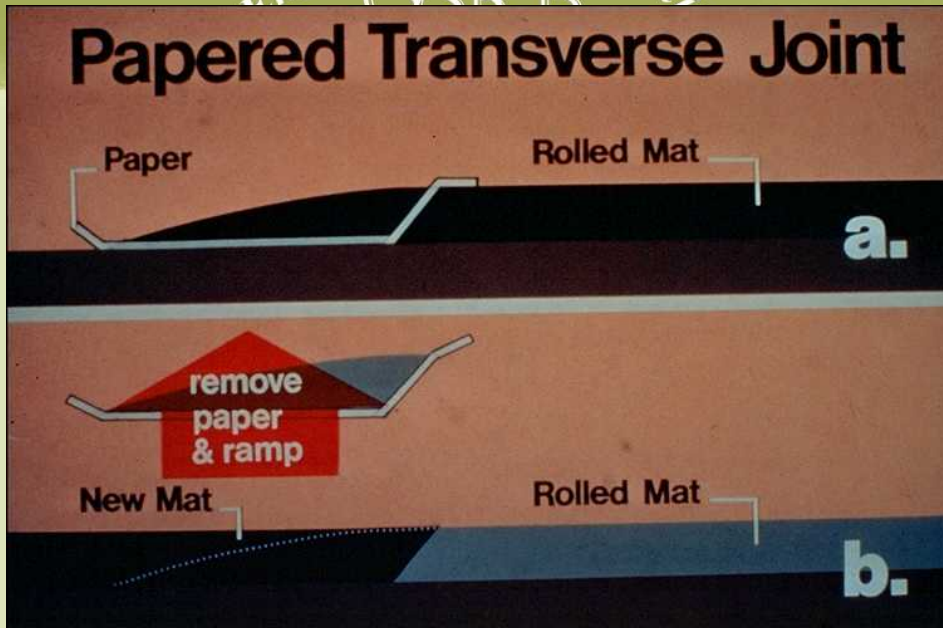 Papered Transverse Joint
Paper
Rolled Mat
a.
remove
paper
& ramp
New Mat
Rolled Mat
b.